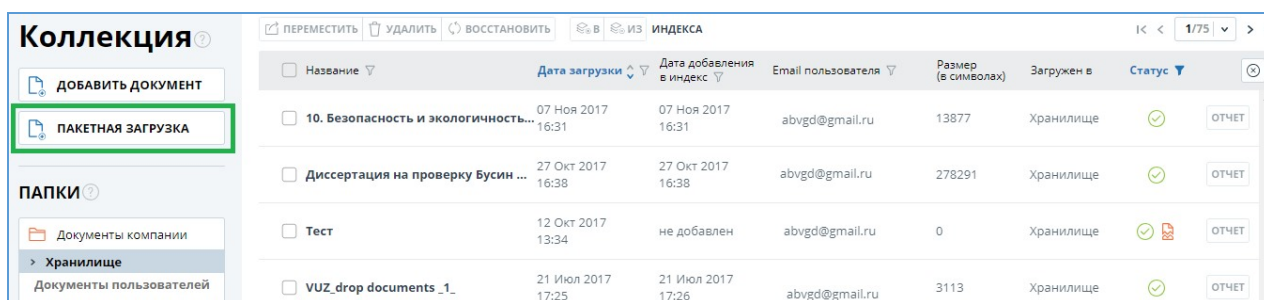 Коллекция
ДОБАВИТЬ ДОКУМЕНТ
ПАКЕТНАЯ ЗАГРУЗКА
ПАПКИ
Документы компании
> Хранилище
Документы пользователей
ПЕРЕМЕСТИТЬ УДАЛИТЬ ВОССТАНОВИТЬ В ИЗ ИНДЕКСА 1/75
Название Дата загрузки Дата добавления в индекс Email пользователя Размер (в символах) Загружен в Статус
10. Безопасность и экологичность... 07 Ноя 2017 16:31 07 Ноя 2017 16:31 abvgd@gmail.ru 13877 Хранилище ОТЧЕТ
Диссертация на проверку Бусин ... 27 Окт 2017 16:38 27 Окт 2017 16:38 abvgd@gmail.ru 278291 Хранилище ОТЧЕТ
Тест 12 Окт 2017 13:34 не добавлен abvgd@gmail.ru 0 Хранилище ОТЧЕТ
VUZ_drop documents _1_ 21 Июл 2017 17:25 21 Июл 2017 17:26 abvgd@gmail.ru 3113 Хранилище ОТЧЕТ